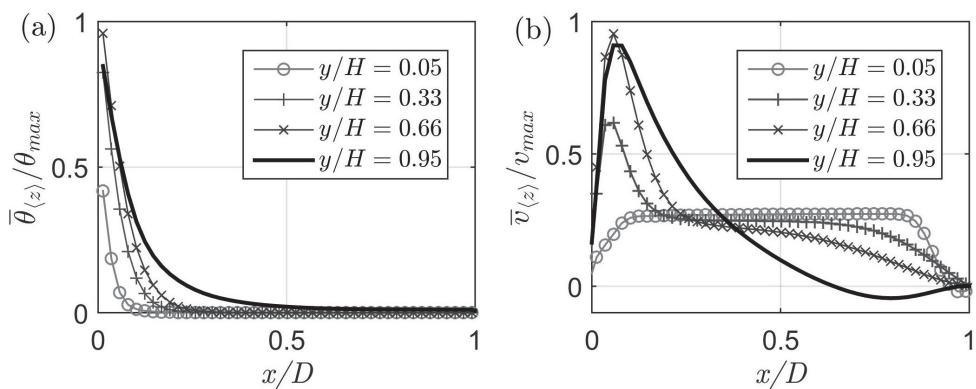 (a)
1
0.5
0
0
0.5
1
x/D
θ̄⟨z⟩/θmax
y/H = 0.05
y/H = 0.33
y/H = 0.66
y/H = 0.95
(b)
1
0.5
0
0
0.5
1
x/D
v̄⟨z⟩/vmax
y/H = 0.05
y/H = 0.33
y/H = 0.66
y/H = 0.95